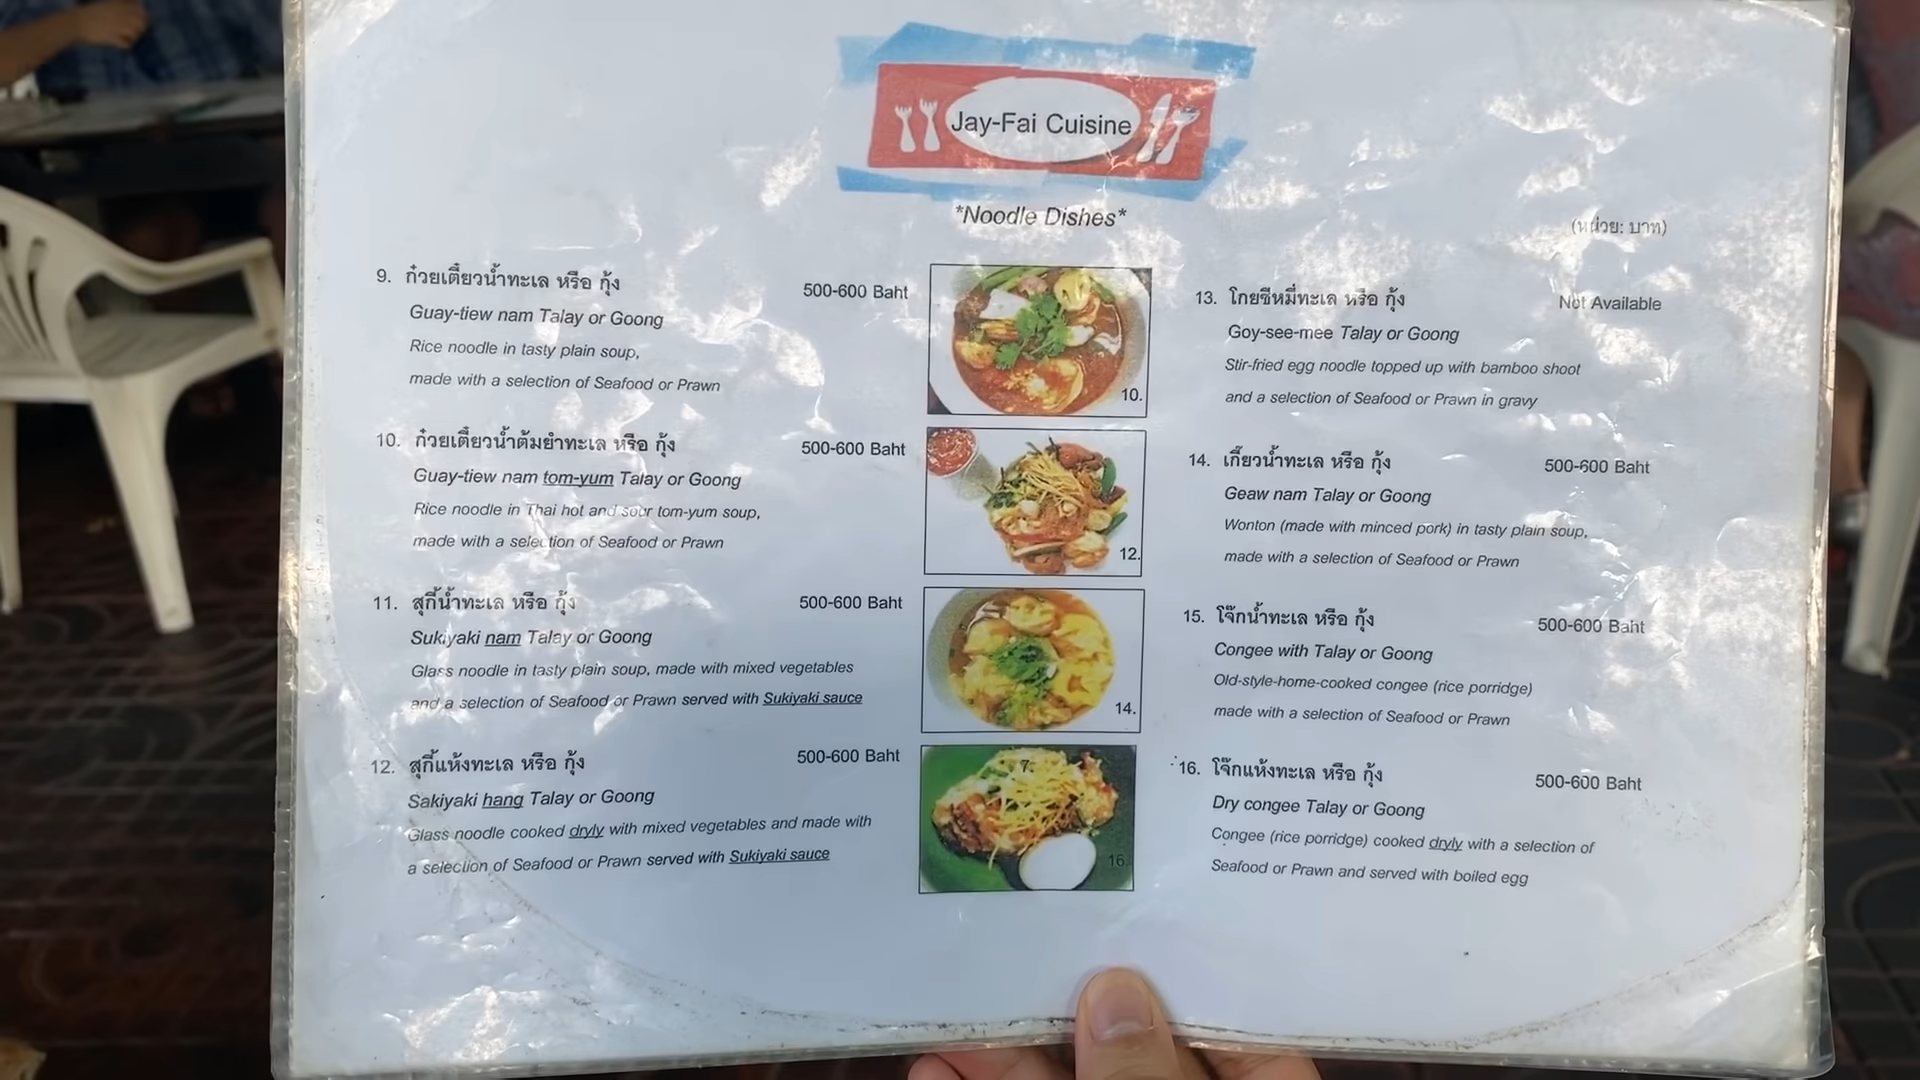 Jay-Fai Cuisine
*Noodle Dishes*
(หน่วย: บาท)
9. ก๋วยเตี๋ยวน้ำทะเล หรือ กุ้ง 500-600 Baht
Guay-tiew nam Talay or Goong
Rice noodle in tasty plain soup,
made with a selection of Seafood or Prawn
10. ก๋วยเตี๋ยวน้ำต้มยำทะเล หรือ กุ้ง 500-600 Baht
Guay-tiew nam tom-yum Talay or Goong
Rice noodle in Thai hot and sour tom-yum soup,
made with a selection of Seafood or Prawn
11. สุกี้น้ำทะเล หรือ กุ้ง 500-600 Baht
Sukiyaki nam Talay or Goong
Glass noodle in tasty plain soup, made with mixed vegetables
and a selection of Seafood or Prawn served with Sukiyaki sauce
12. สุกี้แห้งทะเล หรือ กุ้ง 500-600 Baht
Sakiyaki hang Talay or Goong
Glass noodle cooked dryly with mixed vegetables and made with
a selection of Seafood or Prawn served with Sukiyaki sauce
10.
12.
14.
7.
16.
13. โกยซีหมี่ทะเล หรือ กุ้ง Not Available
Goy-see-mee Talay or Goong
Stir-fried egg noodle topped up with bamboo shoot
and a selection of Seafood or Prawn in gravy
14. เกี๊ยวน้ำทะเล หรือ กุ้ง 500-600 Baht
Geaw nam Talay or Goong
Wonton (made with minced pork) in tasty plain soup,
made with a selection of Seafood or Prawn
15. โจ๊กน้ำทะเล หรือ กุ้ง 500-600 Baht
Congee with Talay or Goong
Old-style-home-cooked congee (rice porridge)
made with a selection of Seafood or Prawn
16. โจ๊กแห้งทะเล หรือ กุ้ง 500-600 Baht
Dry congee Talay or Goong
Congee (rice porridge) cooked dryly with a selection of
Seafood or Prawn and served with boiled egg